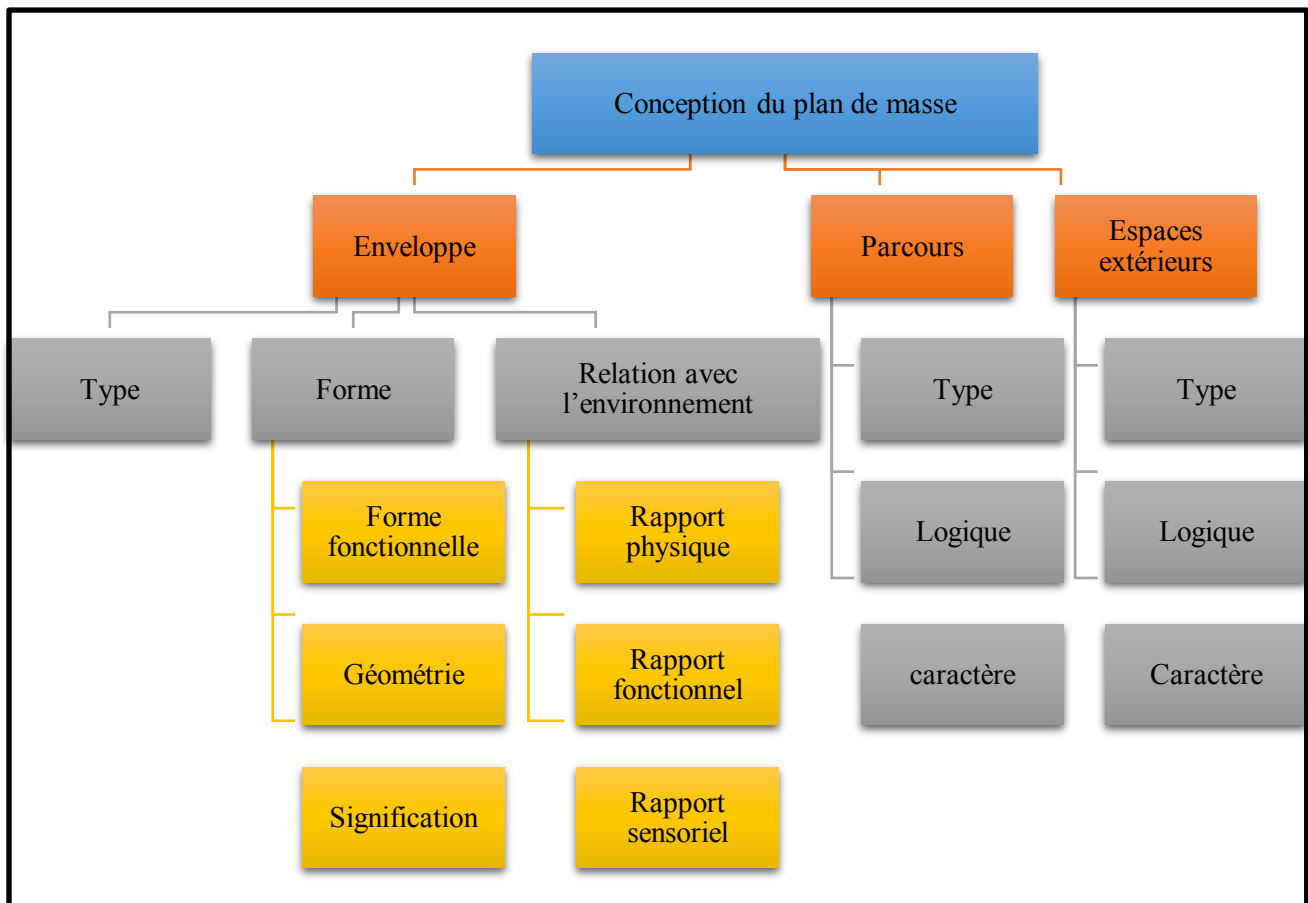 Conception du plan de masse
Enveloppe
Parcours
Espaces
extérieurs
Type
Forme
Relation avec
l’environnement
Type
Type
Forme
fonctionnelle
Rapport
physique
Logique
Logique
Géométrie
Rapport
fonctionnel
caractère
Caractère
Signification
Rapport
sensoriel